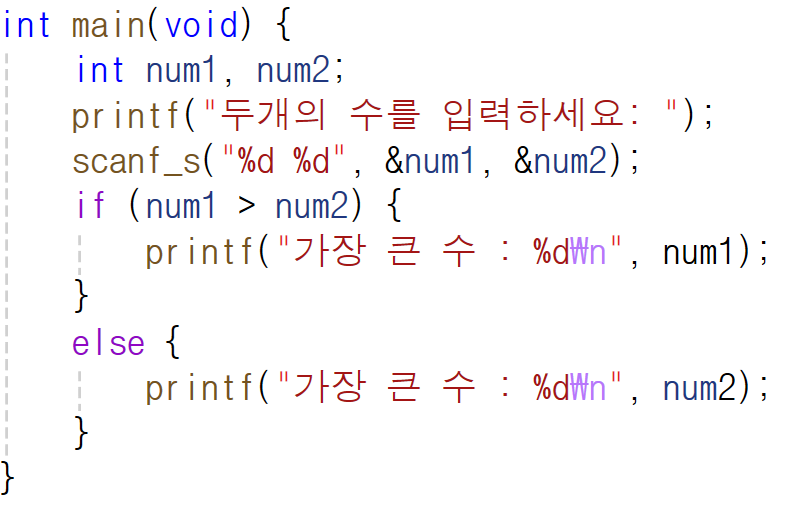 int main(void) {
    int num1, num2;
    printf("두개의 수를 입력하세요: ");
    scanf_s("%d %d", &num1, &num2);
    if (num1 > num2) {
        printf("가장 큰 수 : %d₩n", num1);
    }
    else {
        printf("가장 큰 수 : %d₩n", num2);
    }
}